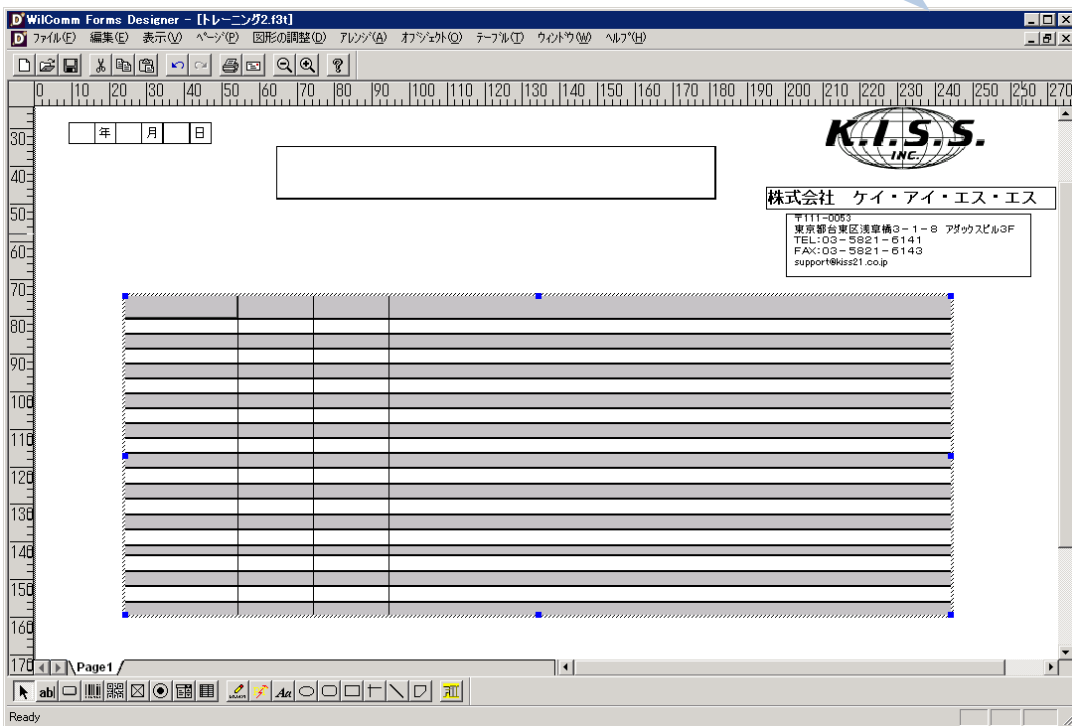 WilComm Forms Designer - [トレーニング2.f3t]
ファイル(F) 編集(E) 表示(V) ページ(P) 図形の調整(D) アレンジ(A) オブジェクト(O) テーブル(T) ウィンドウ(W) ヘルプ(H)
0 10 20 30 40 50 60 70 80 90 100 110 120 130 140 150 160 170 180 190 200 210 220 230 240 250 260 270
30
40
50
60
70
80
90
100
110
120
130
140
150
160
170
年 月 日
K.I.S.S.
INC.
株式会社 ケイ・アイ・エス・エス
〒111-0053
東京都台東区浅草橋3-1-8 アダックスビル3F
TEL:03-5821-6141
FAX:03-5821-6143
support@kiss21.co.jp
Page1
ab Aα
Ready